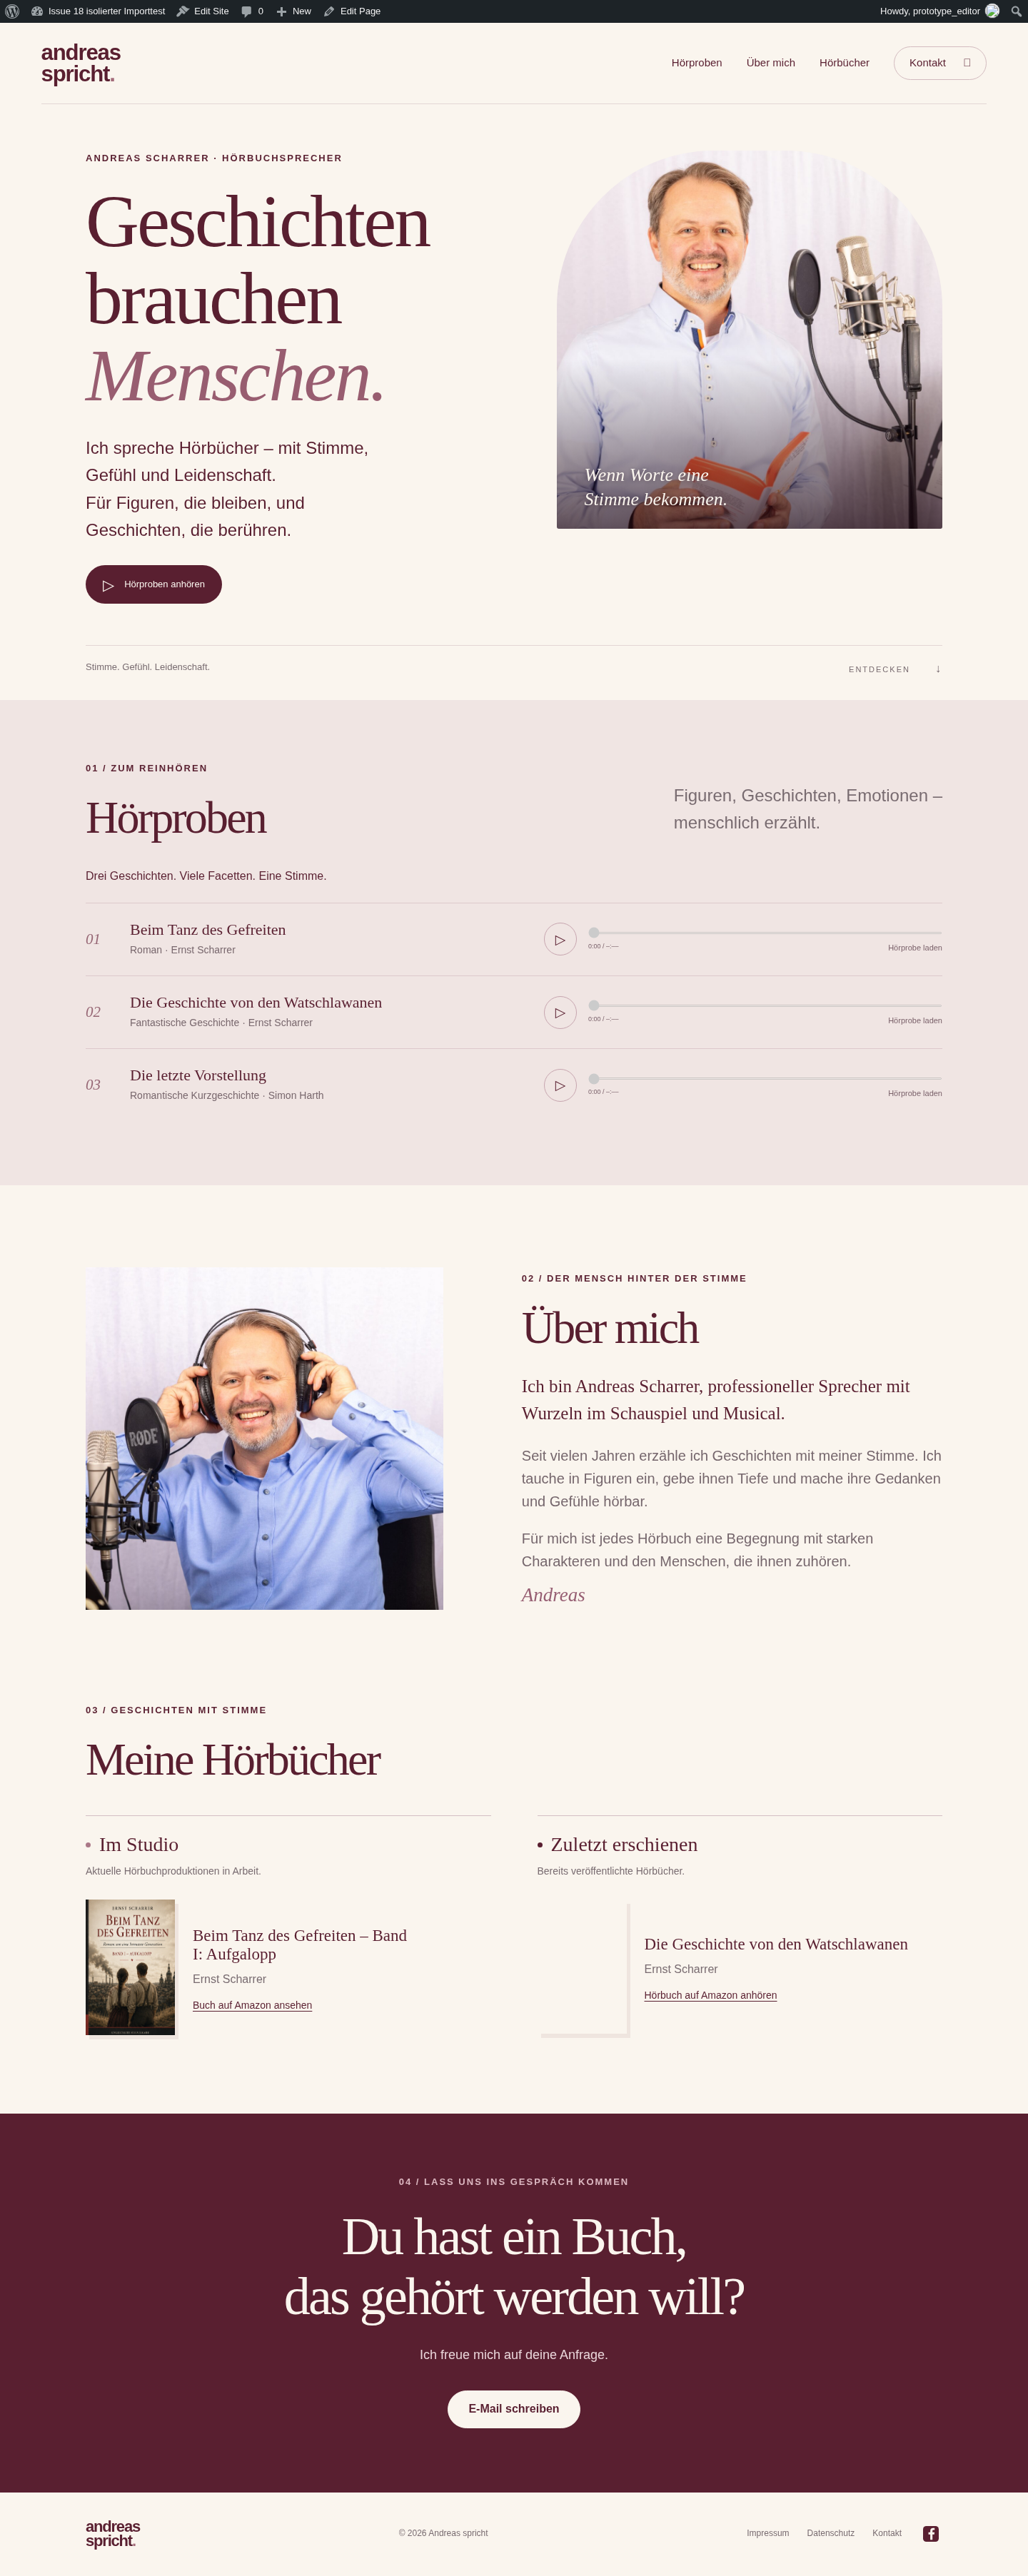 Issue 18 isolierter Importtest Edit Site 0 New Edit Page Howdy, prototype_editor
andreas
spricht.
Hörproben Über mich Hörbücher Kontakt
ANDREAS SCHARRER · HÖRBUCHSPRECHER
Geschichten
brauchen
Menschen.
Ich spreche Hörbücher – mit Stimme,
Gefühl und Leidenschaft.
Für Figuren, die bleiben, und
Geschichten, die berühren.
▷ Hörproben anhören
Wenn Worte eine
Stimme bekommen.
Stimme. Gefühl. Leidenschaft.
ENTDECKEN ↓
01 / ZUM REINHÖREN
Hörproben
Figuren, Geschichten, Emotionen –
menschlich erzählt.
Drei Geschichten. Viele Facetten. Eine Stimme.
01
Beim Tanz des Gefreiten
Roman · Ernst Scharrer
▷
0:00 / –:––
Hörprobe laden
02
Die Geschichte von den Watschlawanen
Fantastische Geschichte · Ernst Scharrer
▷
0:00 / –:––
Hörprobe laden
03
Die letzte Vorstellung
Romantische Kurzgeschichte · Simon Harth
▷
0:00 / –:––
Hörprobe laden
RODE
02 / DER MENSCH HINTER DER STIMME
Über mich
Ich bin Andreas Scharrer, professioneller Sprecher mit
Wurzeln im Schauspiel und Musical.
Seit vielen Jahren erzähle ich Geschichten mit meiner Stimme. Ich
tauche in Figuren ein, gebe ihnen Tiefe und mache ihre Gedanken
und Gefühle hörbar.
Für mich ist jedes Hörbuch eine Begegnung mit starken
Charakteren und den Menschen, die ihnen zuhören.
Andreas
03 / GESCHICHTEN MIT STIMME
Meine Hörbücher
Im Studio
Aktuelle Hörbuchproduktionen in Arbeit.
ERNST SCHARRER
BEIM TANZ
DES GEFREITEN
BAND I – AUFGALOPP
Beim Tanz des Gefreiten – Band
I: Aufgalopp
Ernst Scharrer
Buch auf Amazon ansehen
Zuletzt erschienen
Bereits veröffentlichte Hörbücher.
Die Geschichte von den Watschlawanen
Ernst Scharrer
Hörbuch auf Amazon anhören
04 / LASS UNS INS GESPRÄCH KOMMEN
Du hast ein Buch,
das gehört werden will?
Ich freue mich auf deine Anfrage.
E-Mail schreiben
andreas
spricht.
© 2026 Andreas spricht
Impressum Datenschutz Kontakt